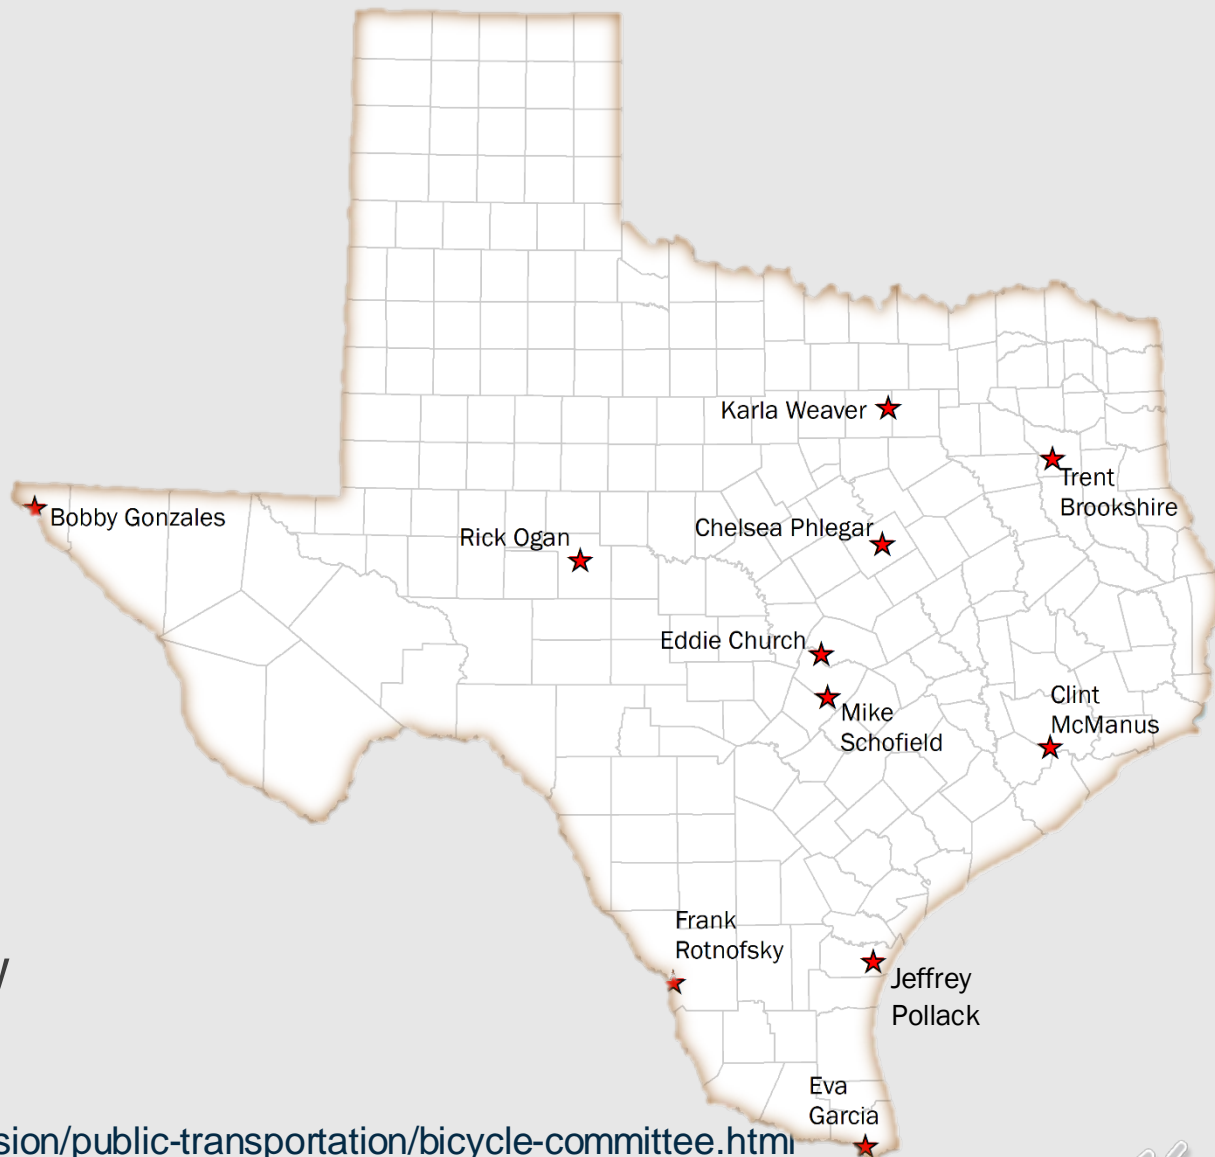 Karla Weaver
Trent
Brookshire
Bobby Gonzales
Chelsea Phlegar
Rick Ogan
Eddie Church
Clint
McManus
Mike
Schofield
Frank
Rotnofsky
Jeffrey
Pollack
Eva
Garcia
sion/public-transportation/bicycle-committee.html